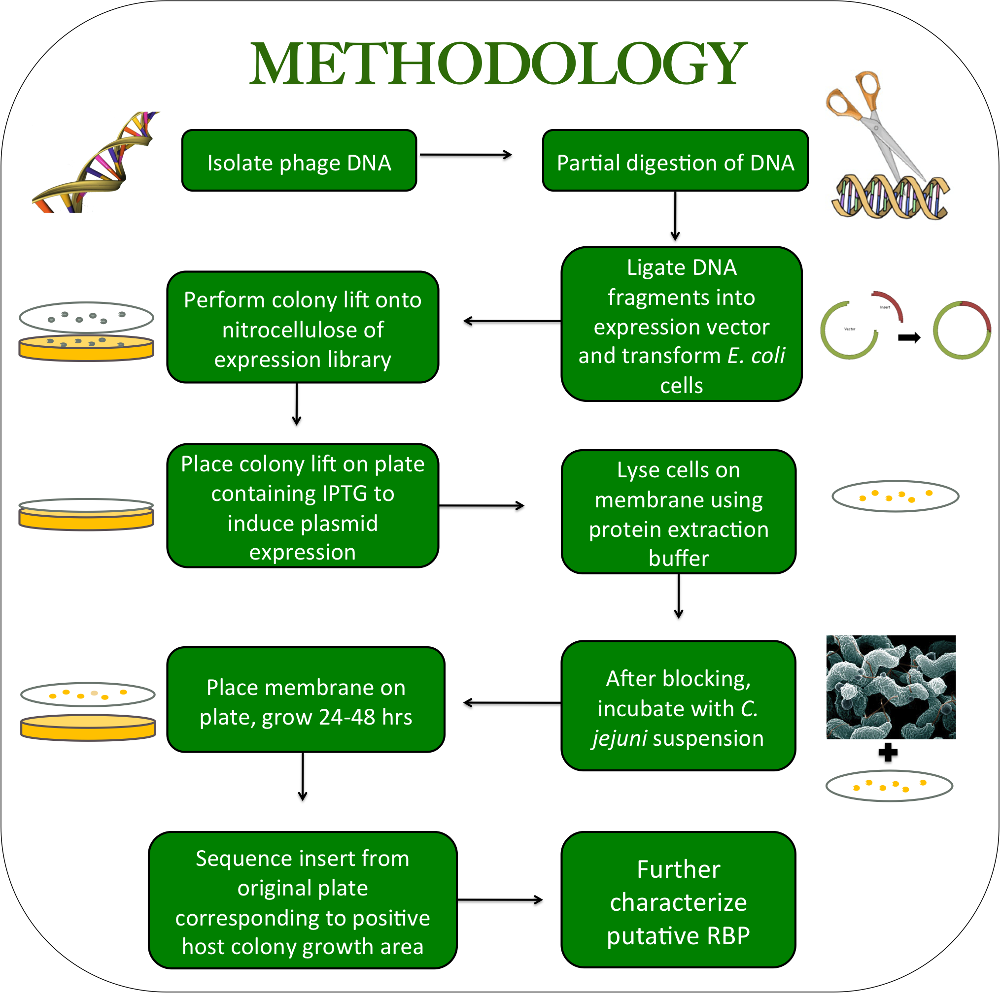 METHODOLOGY
Isolate phage DNA
Partial digestion of DNA
Ligate DNA
fragments into
expression vector
and transform E. coli
cells
Vector
Insert
Perform colony lift onto
nitrocellulose of
expression library
Place colony lift on plate
containing IPTG to
induce plasmid
expression
Lyse cells on
membrane using
protein extraction
buffer
After blocking,
incubate with C.
jejuni suspension
Place membrane on
plate, grow 24-48 hrs
Sequence insert from
original plate
corresponding to positive
host colony growth area
Further
characterize
putative RBP